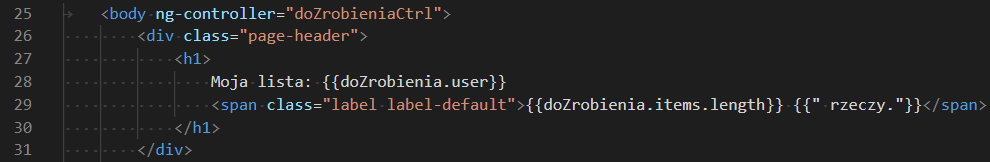 25 <body ng-controller="doZrobieniaCtrl">
26 <div class="page-header">
27 <h1>
28 Moja lista: {{doZrobienia.user}}
29 <span class="label label-default">{{doZrobienia.items.length}} {{" rzeczy."}}</span>
30 </h1>
31 </div>